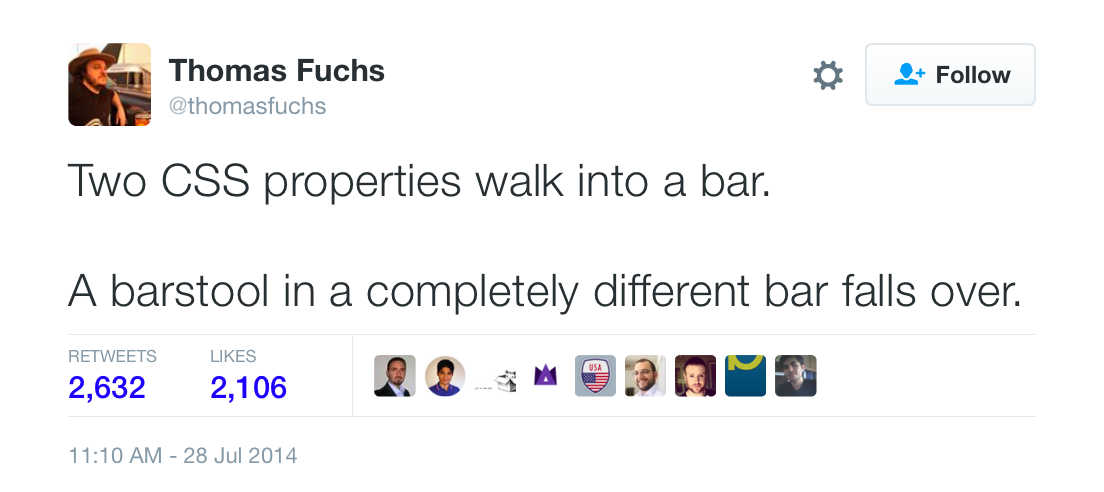 Thomas Fuchs
@thomasfuchs
Follow
Two CSS properties walk into a bar.
A barstool in a completely different bar falls over.
RETWEETS
2,632
LIKES
2,106
USA
11:10 AM - 28 Jul 2014